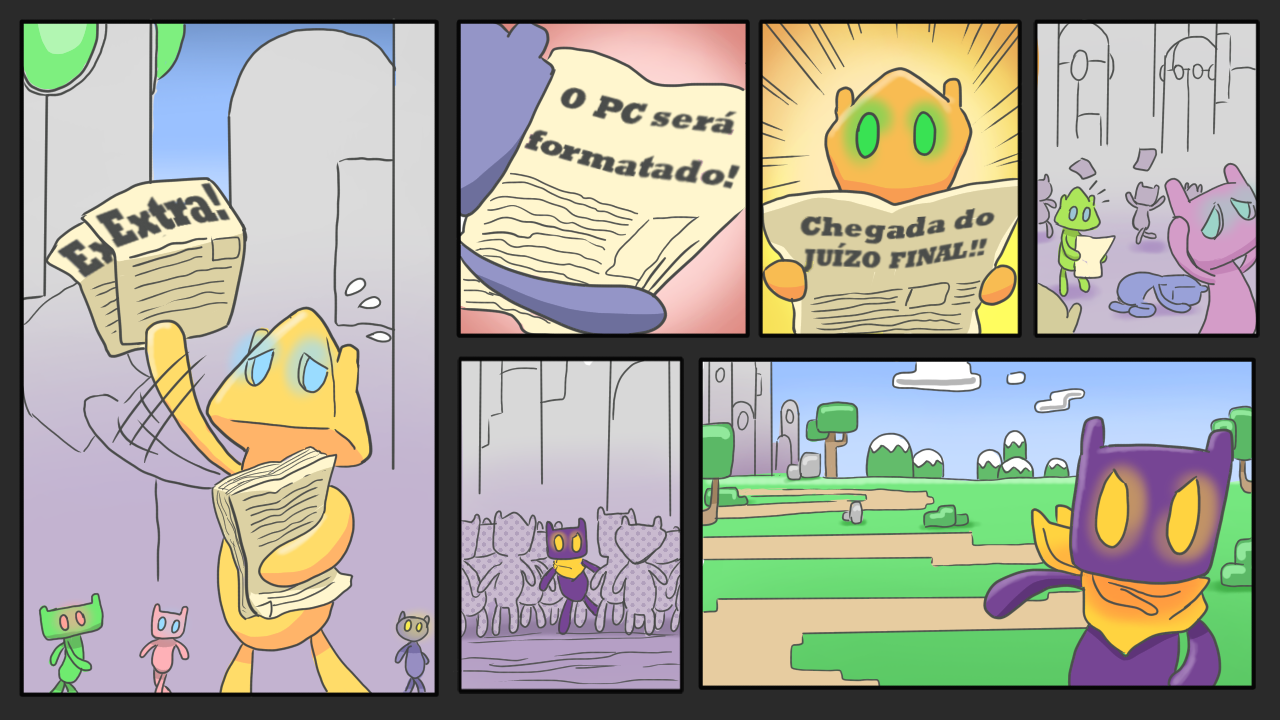 Extra!
Ex
O PC será
formatado!
Chegada do
JUÍZO FINAL!!